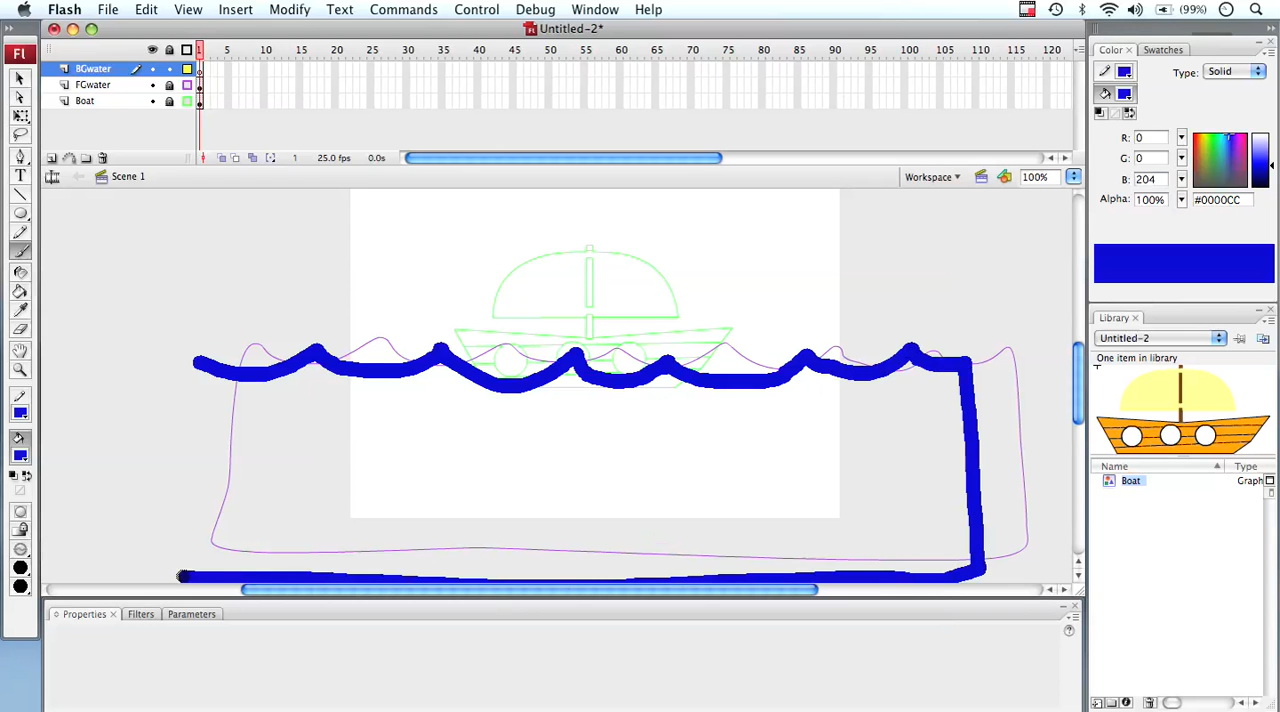 Flash File Edit View Insert Modify Text Commands Control Debug Window Help (99%)
Untitled-2*
Fl
1 5 10 15 20 25 30 35 40 45 50 55 60 65 70 75 80 85 90 95 100 105 110 115 120
BGwater
FGwater
Boat
1 25.0 fps 0.0s
Scene 1 Workspace 100%
Color Swatches
Type: Solid
R: 0
G: 0
B: 204
Alpha: 100% #0000CC
Library
Untitled-2
One item in library
Name Type
Boat Graph
Properties Filters Parameters